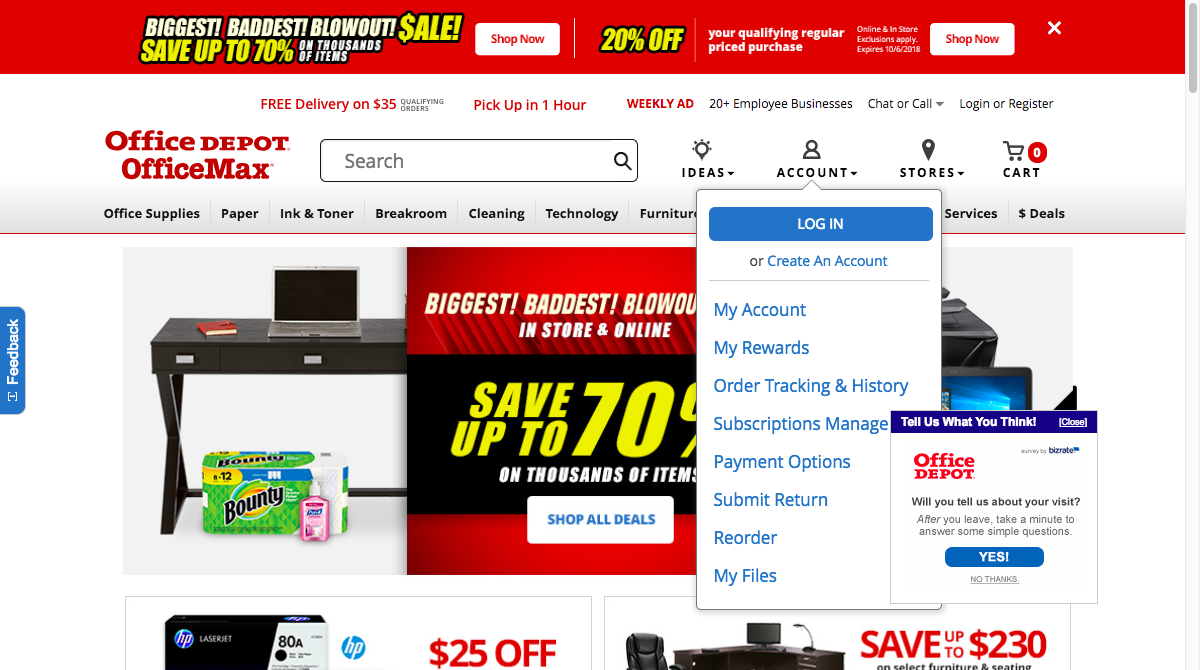 BIGGEST! BADDEST! BLOWOUT! $ALE!
SAVE UP TO 70% ON THOUSANDS OF ITEMS
Shop Now
20% OFF
your qualifying regular
priced purchase
Online & In Store
Exclusions apply.
Expires 10/6/2018
Shop Now
FREE Delivery on $35 QUALIFYING ORDERS
Pick Up in 1 Hour
WEEKLY AD
20+ Employee Businesses
Chat or Call
Login or Register
Office DEPOT
OfficeMax
Search
IDEAS
ACCOUNT
STORES
0
CART
Office Supplies
Paper
Ink & Toner
Breakroom
Cleaning
Technology
Furniture
Services
$ Deals
LOG IN
or Create An Account
My Account
My Rewards
Order Tracking & History
Subscriptions Manage
Payment Options
Submit Return
Reorder
My Files
Feedback
BIGGEST! BADDEST! BLOWOU
IN STORE & ONLINE
SAVE
UP TO 70%
ON THOUSANDS OF ITEMS
SHOP ALL DEALS
Bounty
8=12
Bounty
Purell
Tell Us What You Think!
[Close]
survey by bizrate
Office
DEPOT
Will you tell us about your visit?
After you leave, take a minute to
answer some simple questions.
YES!
NO THANKS.
hp LASERJET
80A
hp
$25 OFF
SAVE UP TO $230
on select furniture & seating